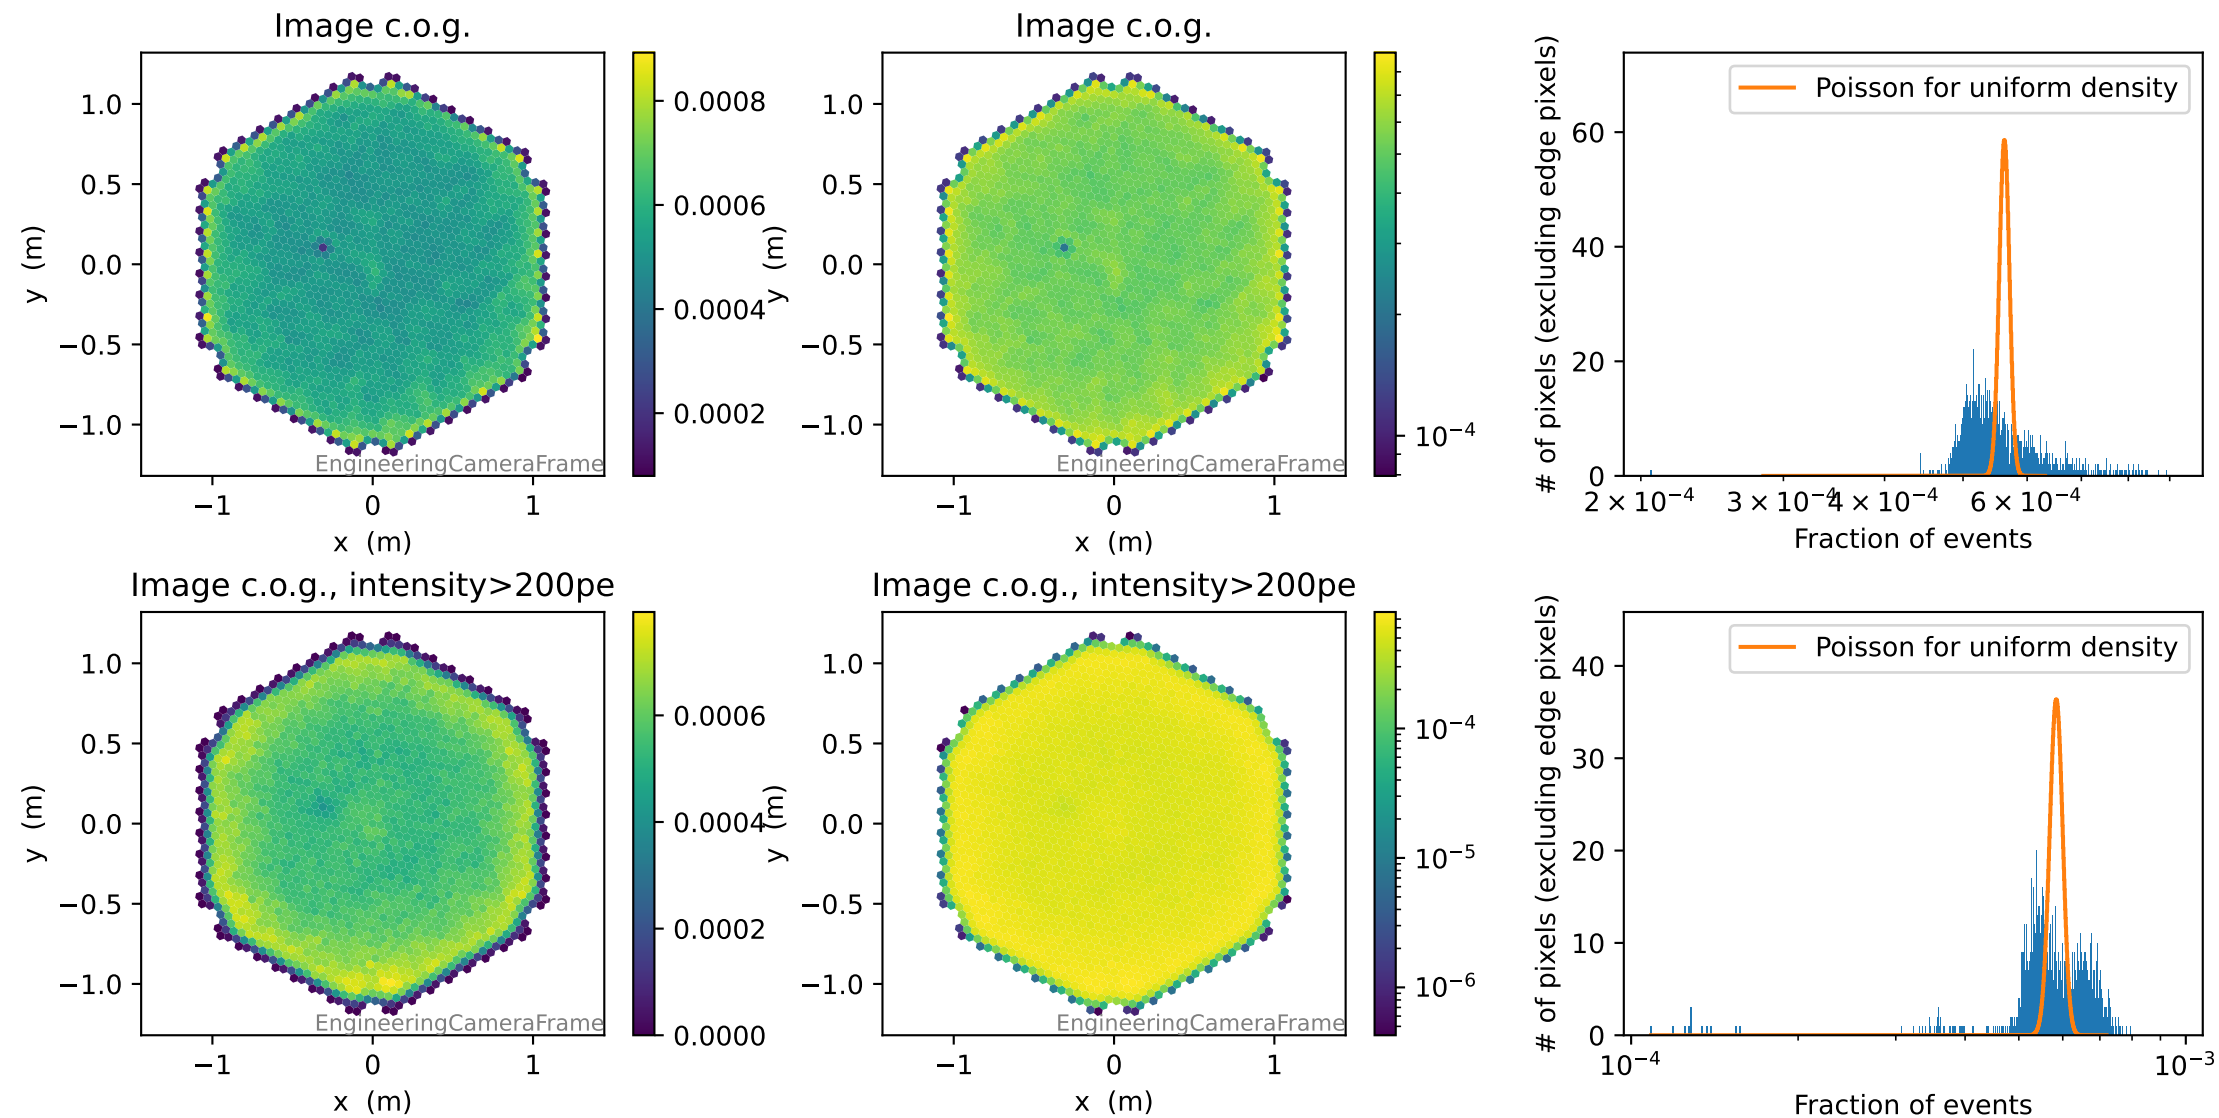 Image c.o.g.
y (m)
1.0
0.5
0.0
−0.5
−1.0
−1
0
1
x (m)
EngineeringCameraFrame
0.0008
0.0006
0.0004
0.0002
Image c.o.g.
y (m)
1.0
0.5
0.0
−0.5
−1.0
−1
0
1
x (m)
EngineeringCameraFrame
10⁻⁴
# of pixels (excluding edge pixels)
60
40
20
0
Poisson for uniform density
2 × 10⁻⁴
3 × 10⁻⁴
4 × 10⁻⁴
6 × 10⁻⁴
Fraction of events
Image c.o.g., intensity>200pe
y (m)
1.0
0.5
0.0
−0.5
−1.0
−1
0
1
x (m)
EngineeringCameraFrame
0.0006
0.0004
0.0002
0.0000
Image c.o.g., intensity>200pe
y (m)
1.0
0.5
0.0
−0.5
−1.0
−1
0
1
x (m)
EngineeringCameraFrame
10⁻⁴
10⁻⁵
10⁻⁶
# of pixels (excluding edge pixels)
40
30
20
10
0
Poisson for uniform density
10⁻⁴
10⁻³
Fraction of events